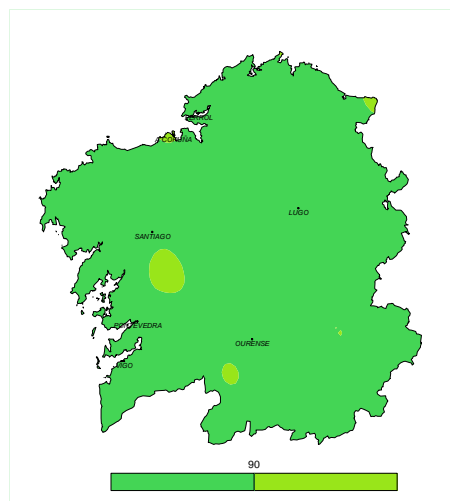 FERROL
A CORUÑA
LUGO
SANTIAGO
PONTEVEDRA
OURENSE
VIGO
90